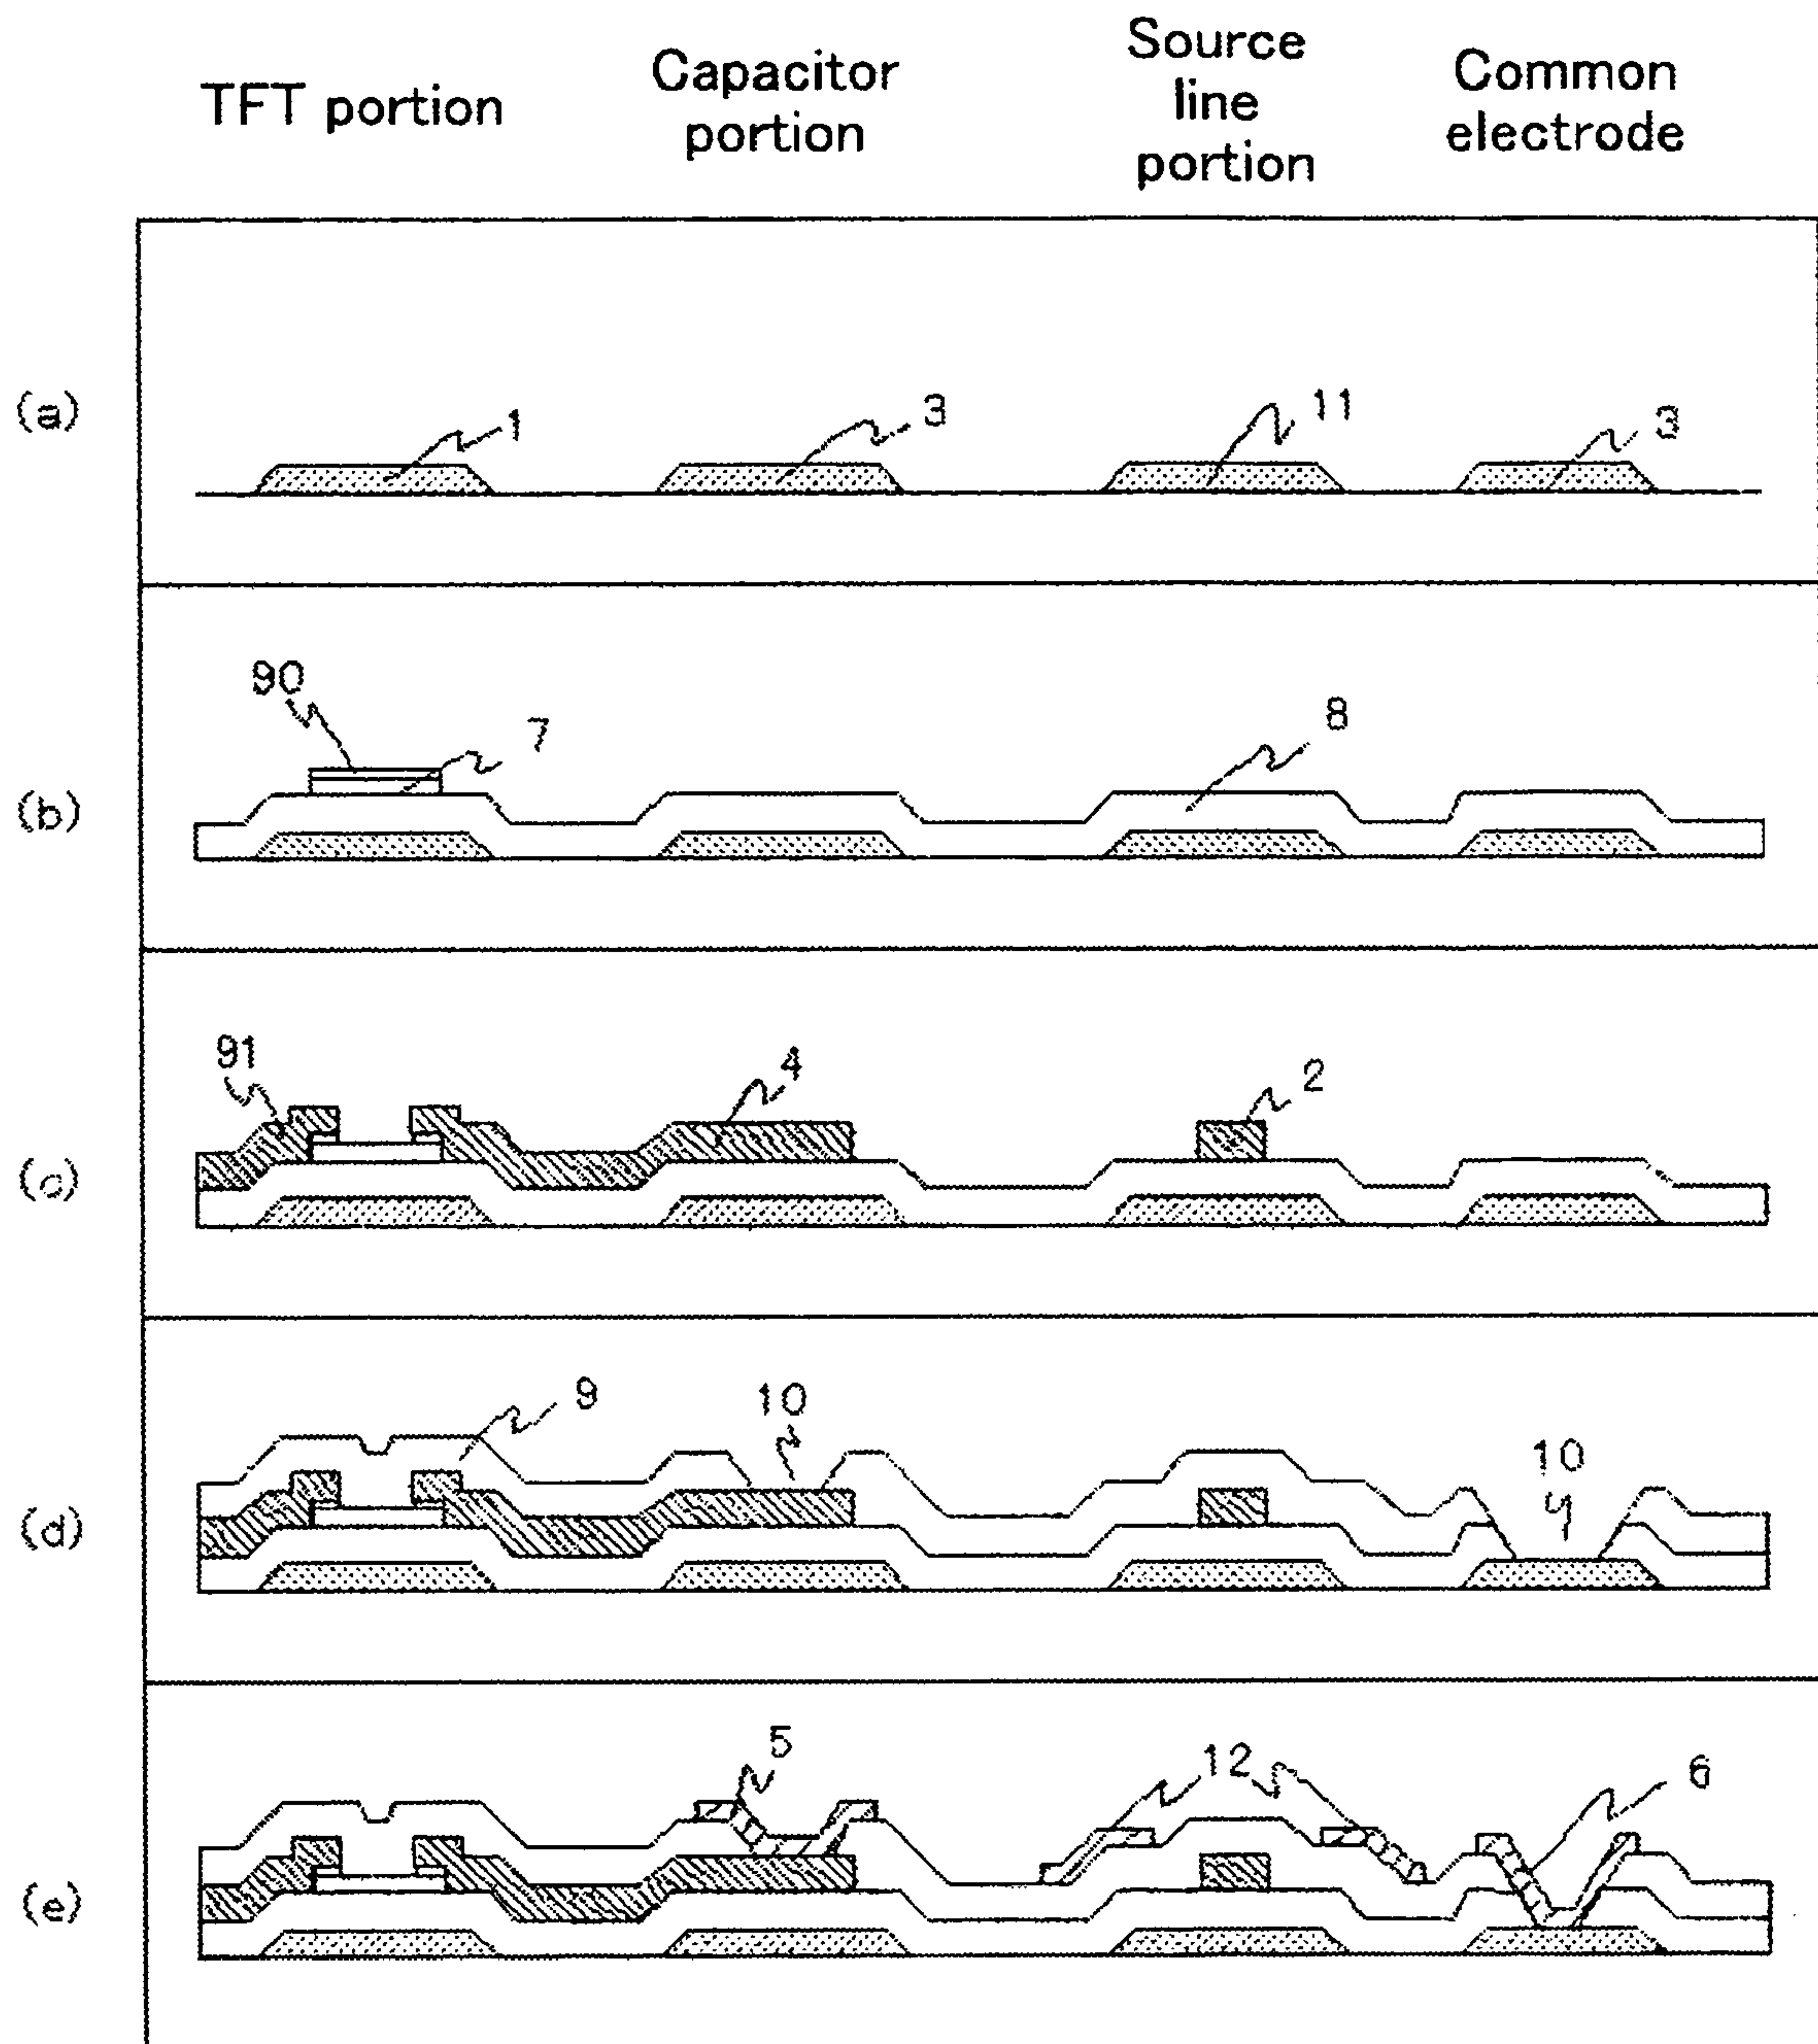 TFT portion
Capacitor
portion
Source
line
portion
Common
electrode
(a)
1
3
11
3
(b)
90
7
8
(c)
91
4
2
(d)
9
10
10
(e)
5
12
6